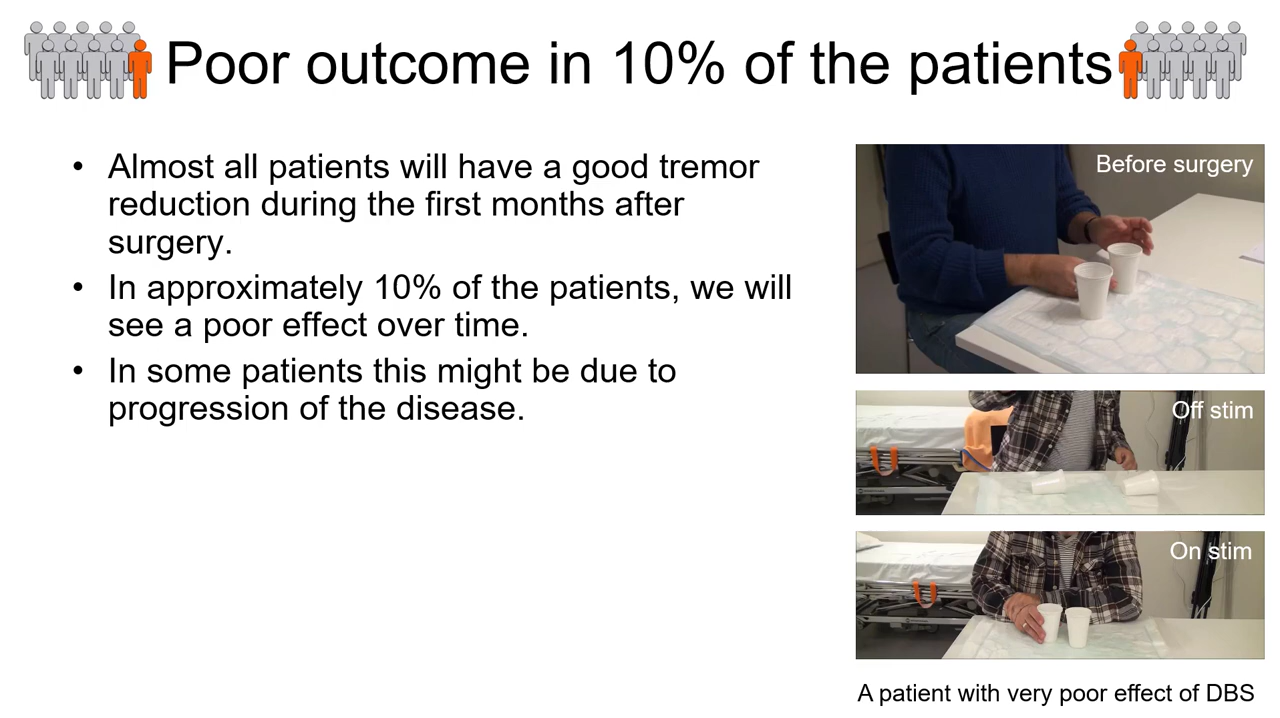 Poor outcome in 10% of the patients
• Almost all patients will have a good tremor
reduction during the first months after
surgery.
• In approximately 10% of the patients, we will
see a poor effect over time.
• In some patients this might be due to
progression of the disease.
Before surgery
Off stim
On stim
A patient with very poor effect of DBS